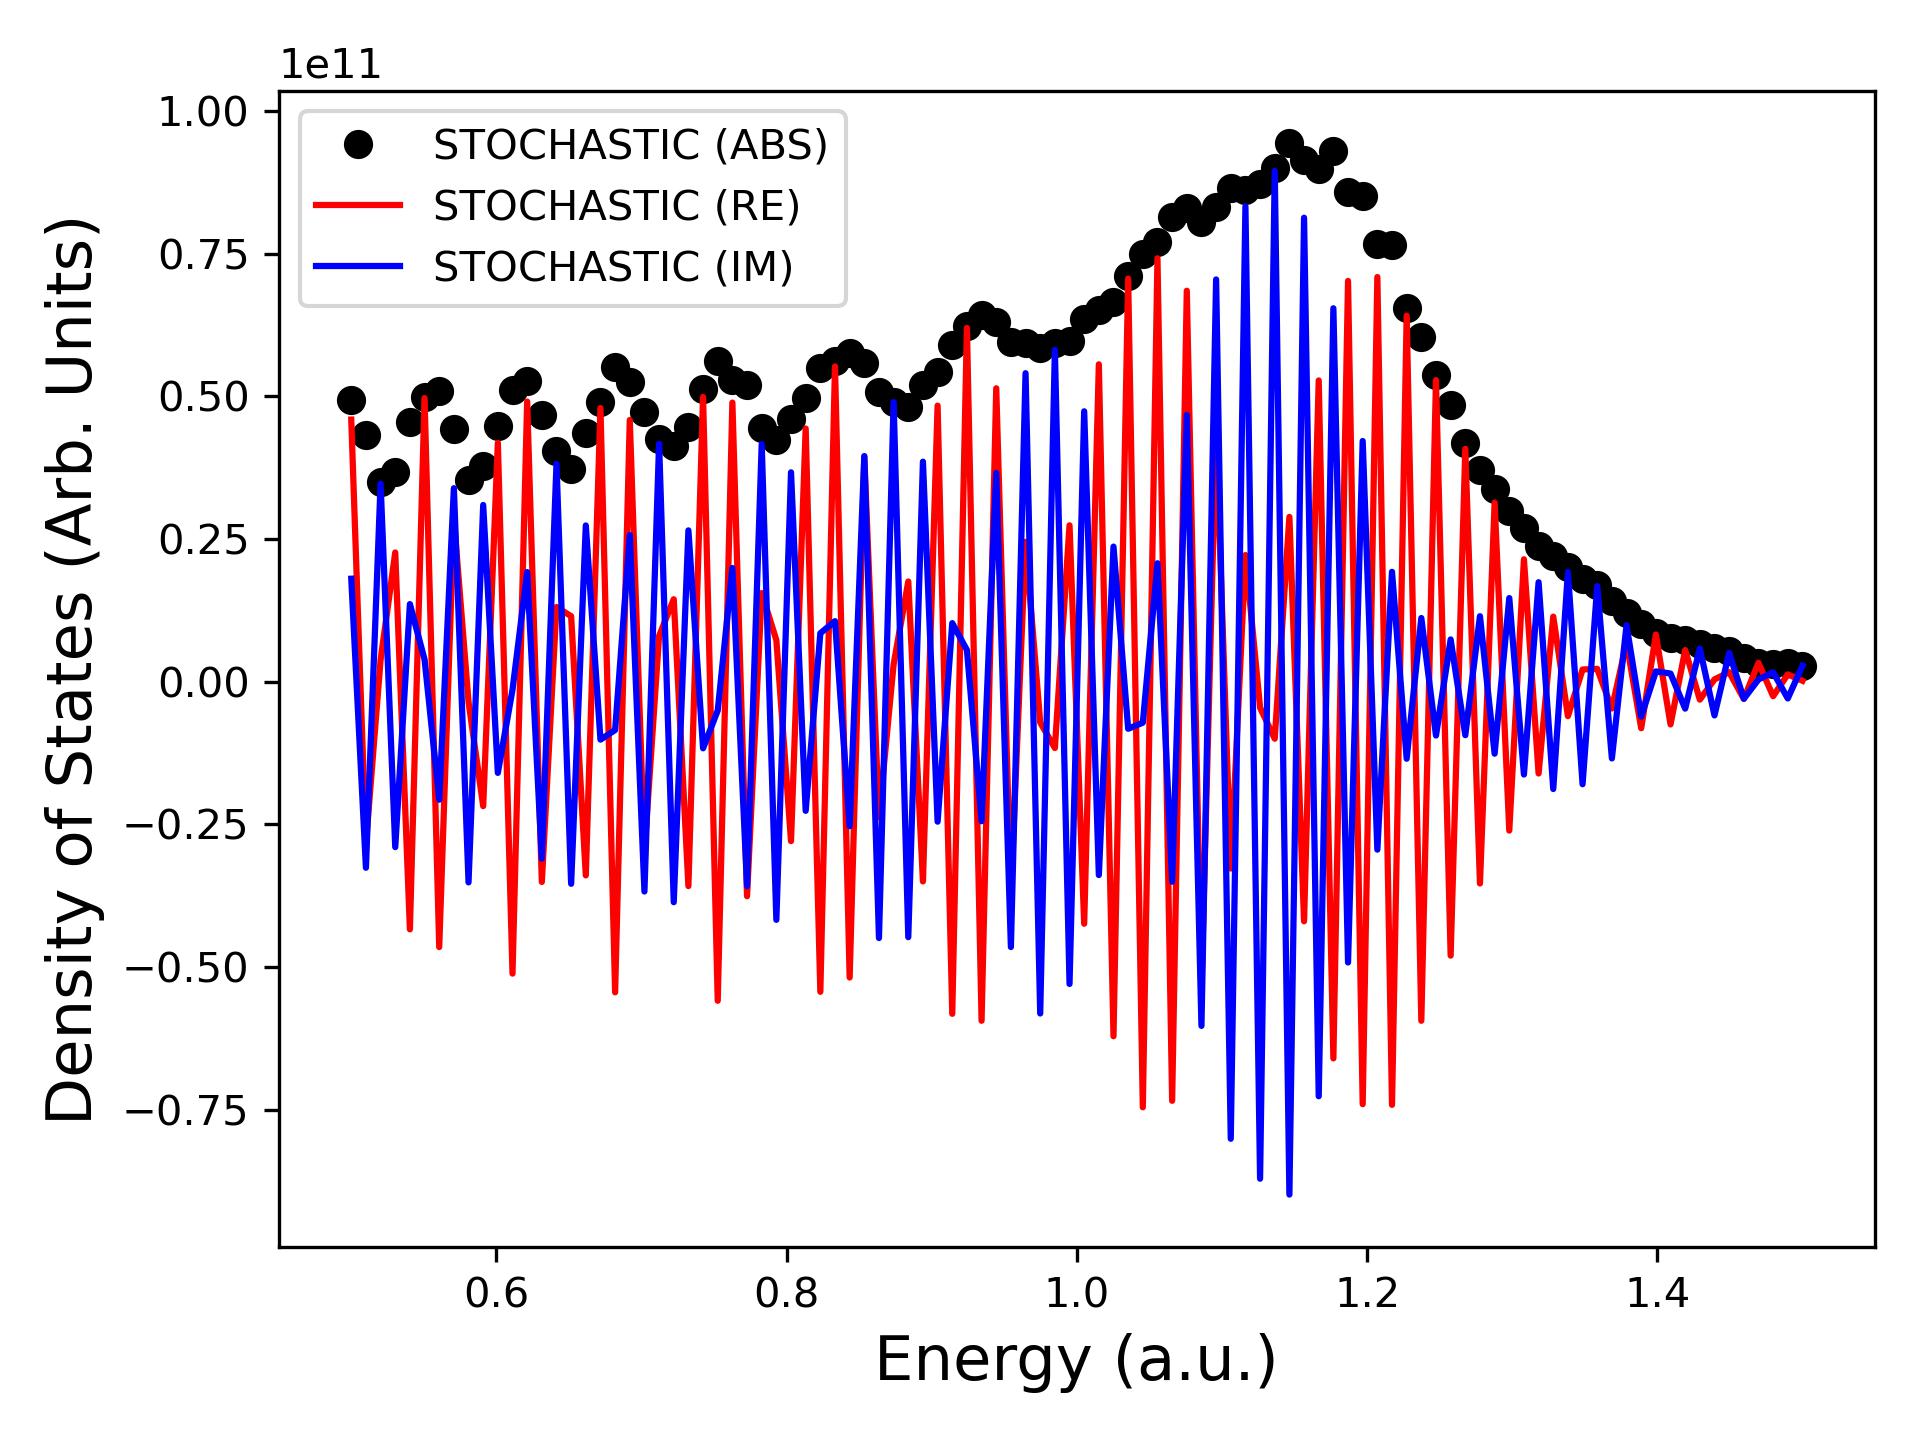 1e11
1.00
0.75
0.50
0.25
0.00
−0.25
−0.50
−0.75
Density of States (Arb. Units)
STOCHASTIC (ABS)
STOCHASTIC (RE)
STOCHASTIC (IM)
0.6 0.8 1.0 1.2 1.4
Energy (a.u.)